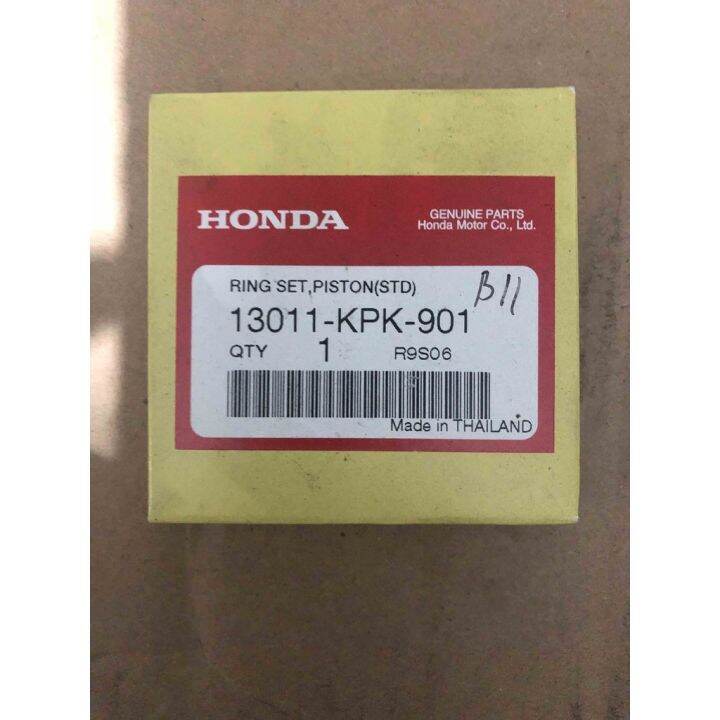 HONDA
GENUINE PARTS
Honda Motor Co., Ltd.
RING SET,PISTON(STD)
B11
13011-KPK-901
QTY 1 R9S06
Made in THAILAND